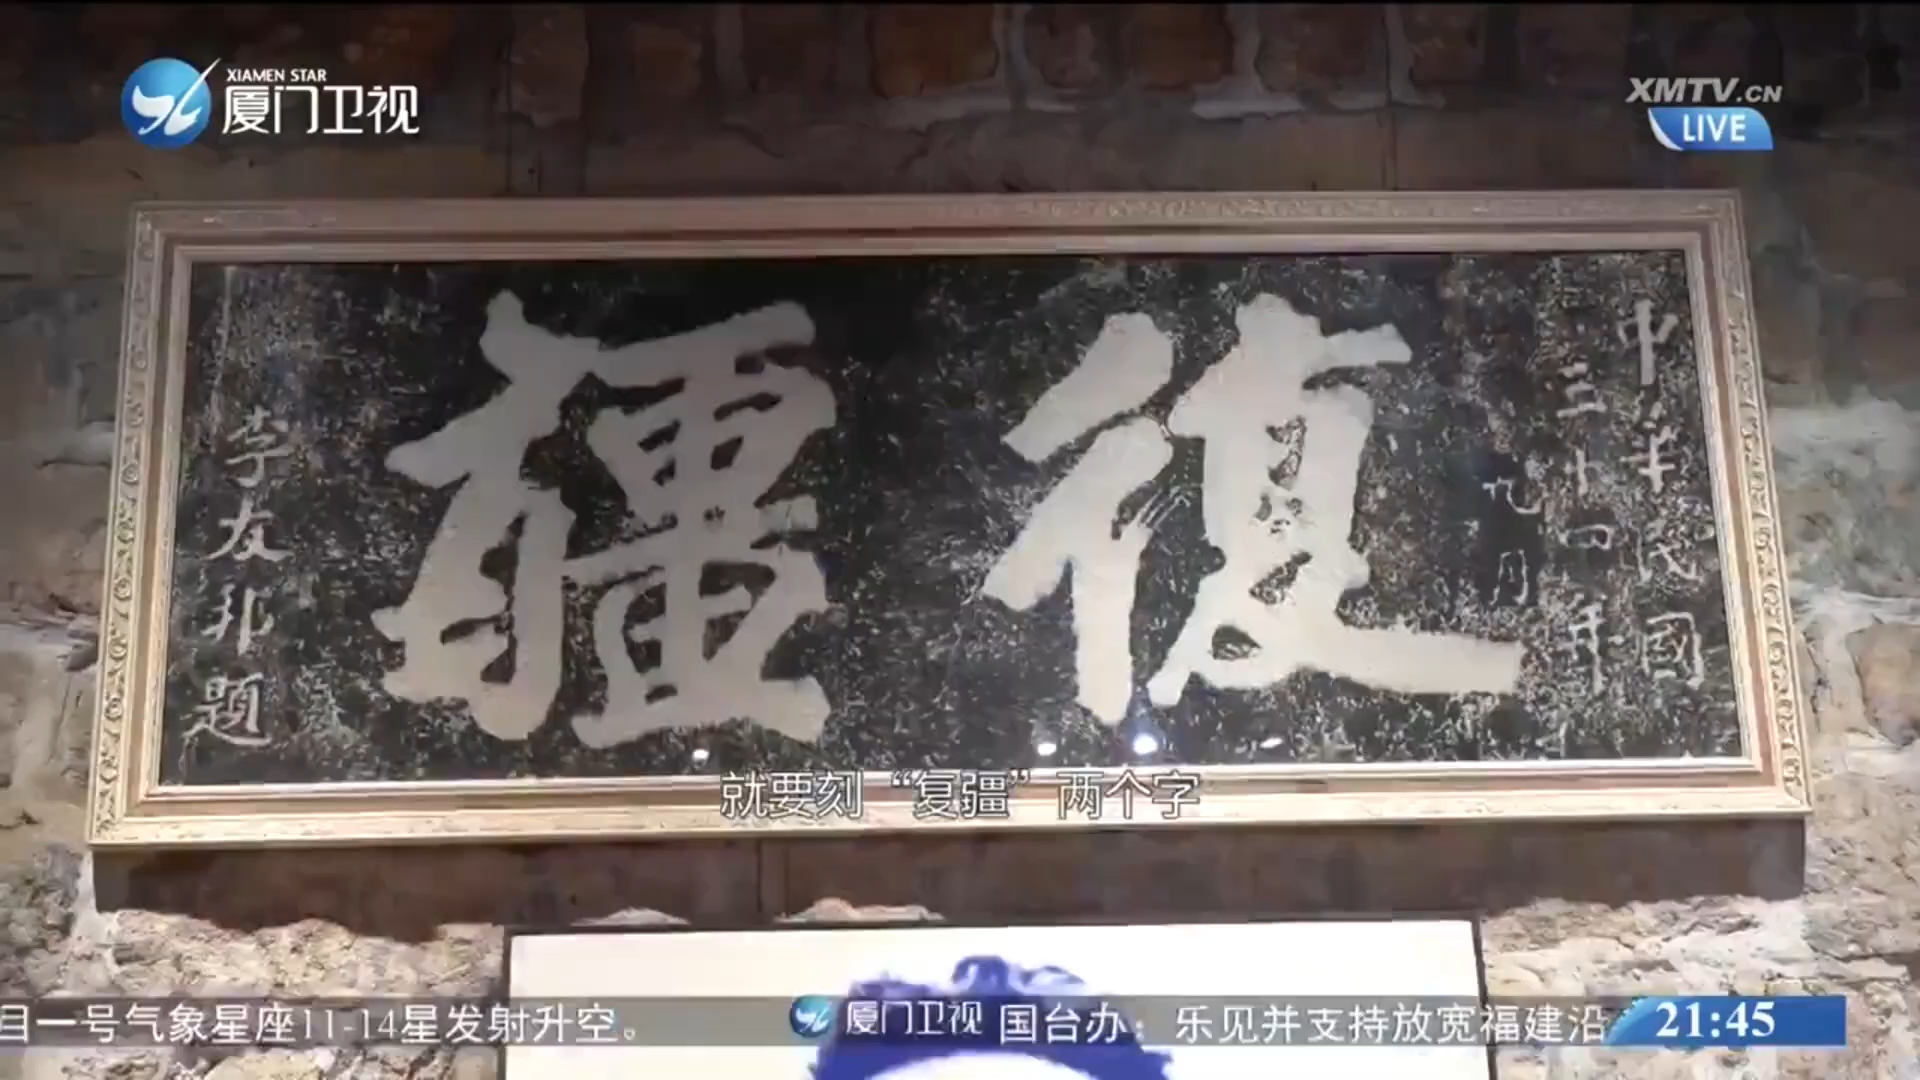 XIAMEN STAR
厦门卫视
XMTV.CN
LIVE
中华民國
三十四年
九月
復疆
李友邦題
就要刻“复疆”两个字
目一号气象星座11-14星发射升空。
厦门卫视 国台办：乐见并支持放宽福建沿
21:45